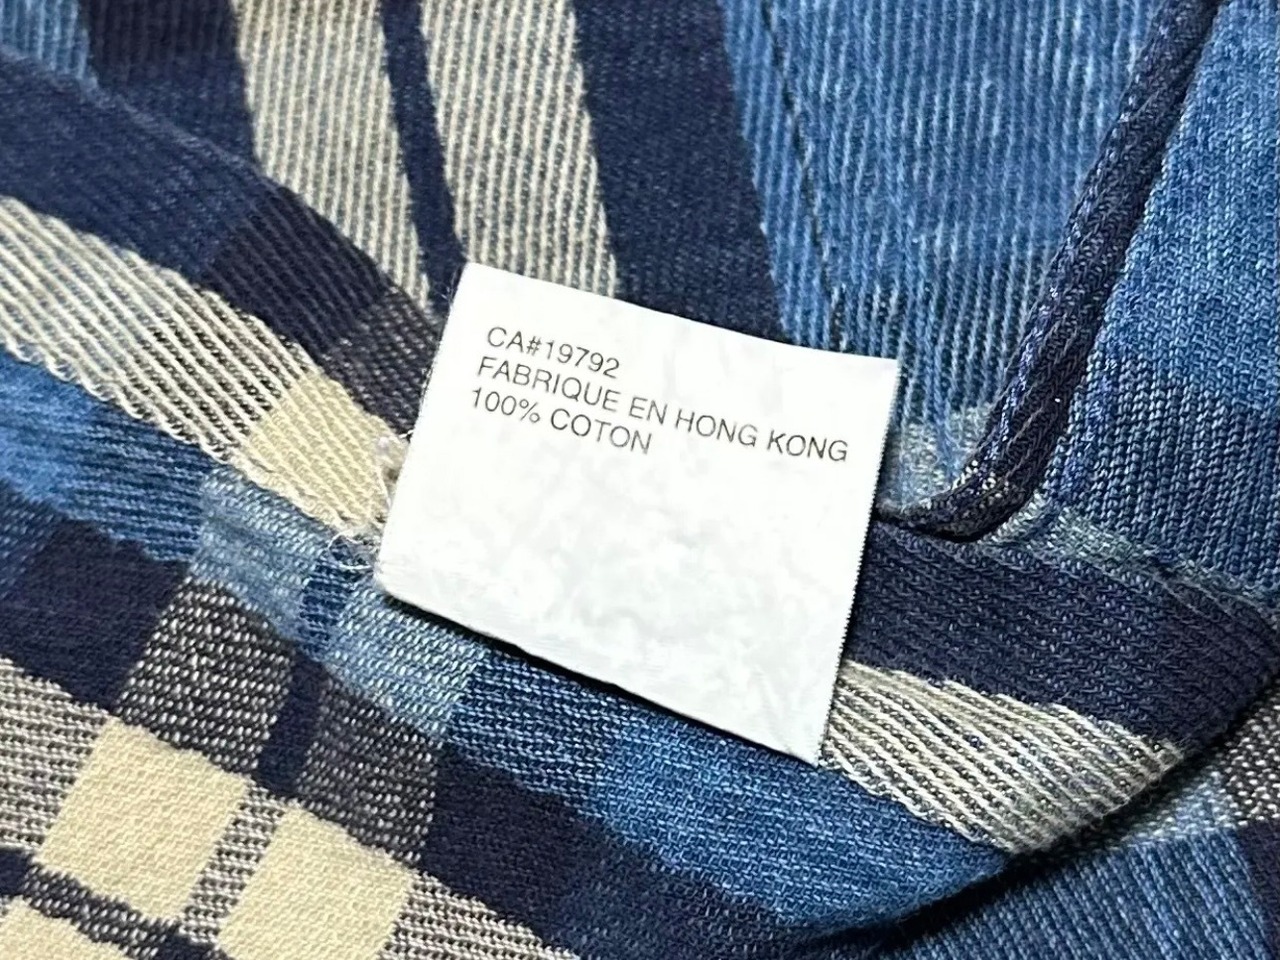 CA#19792
FABRIQUE EN HONG KONG
100% COTON